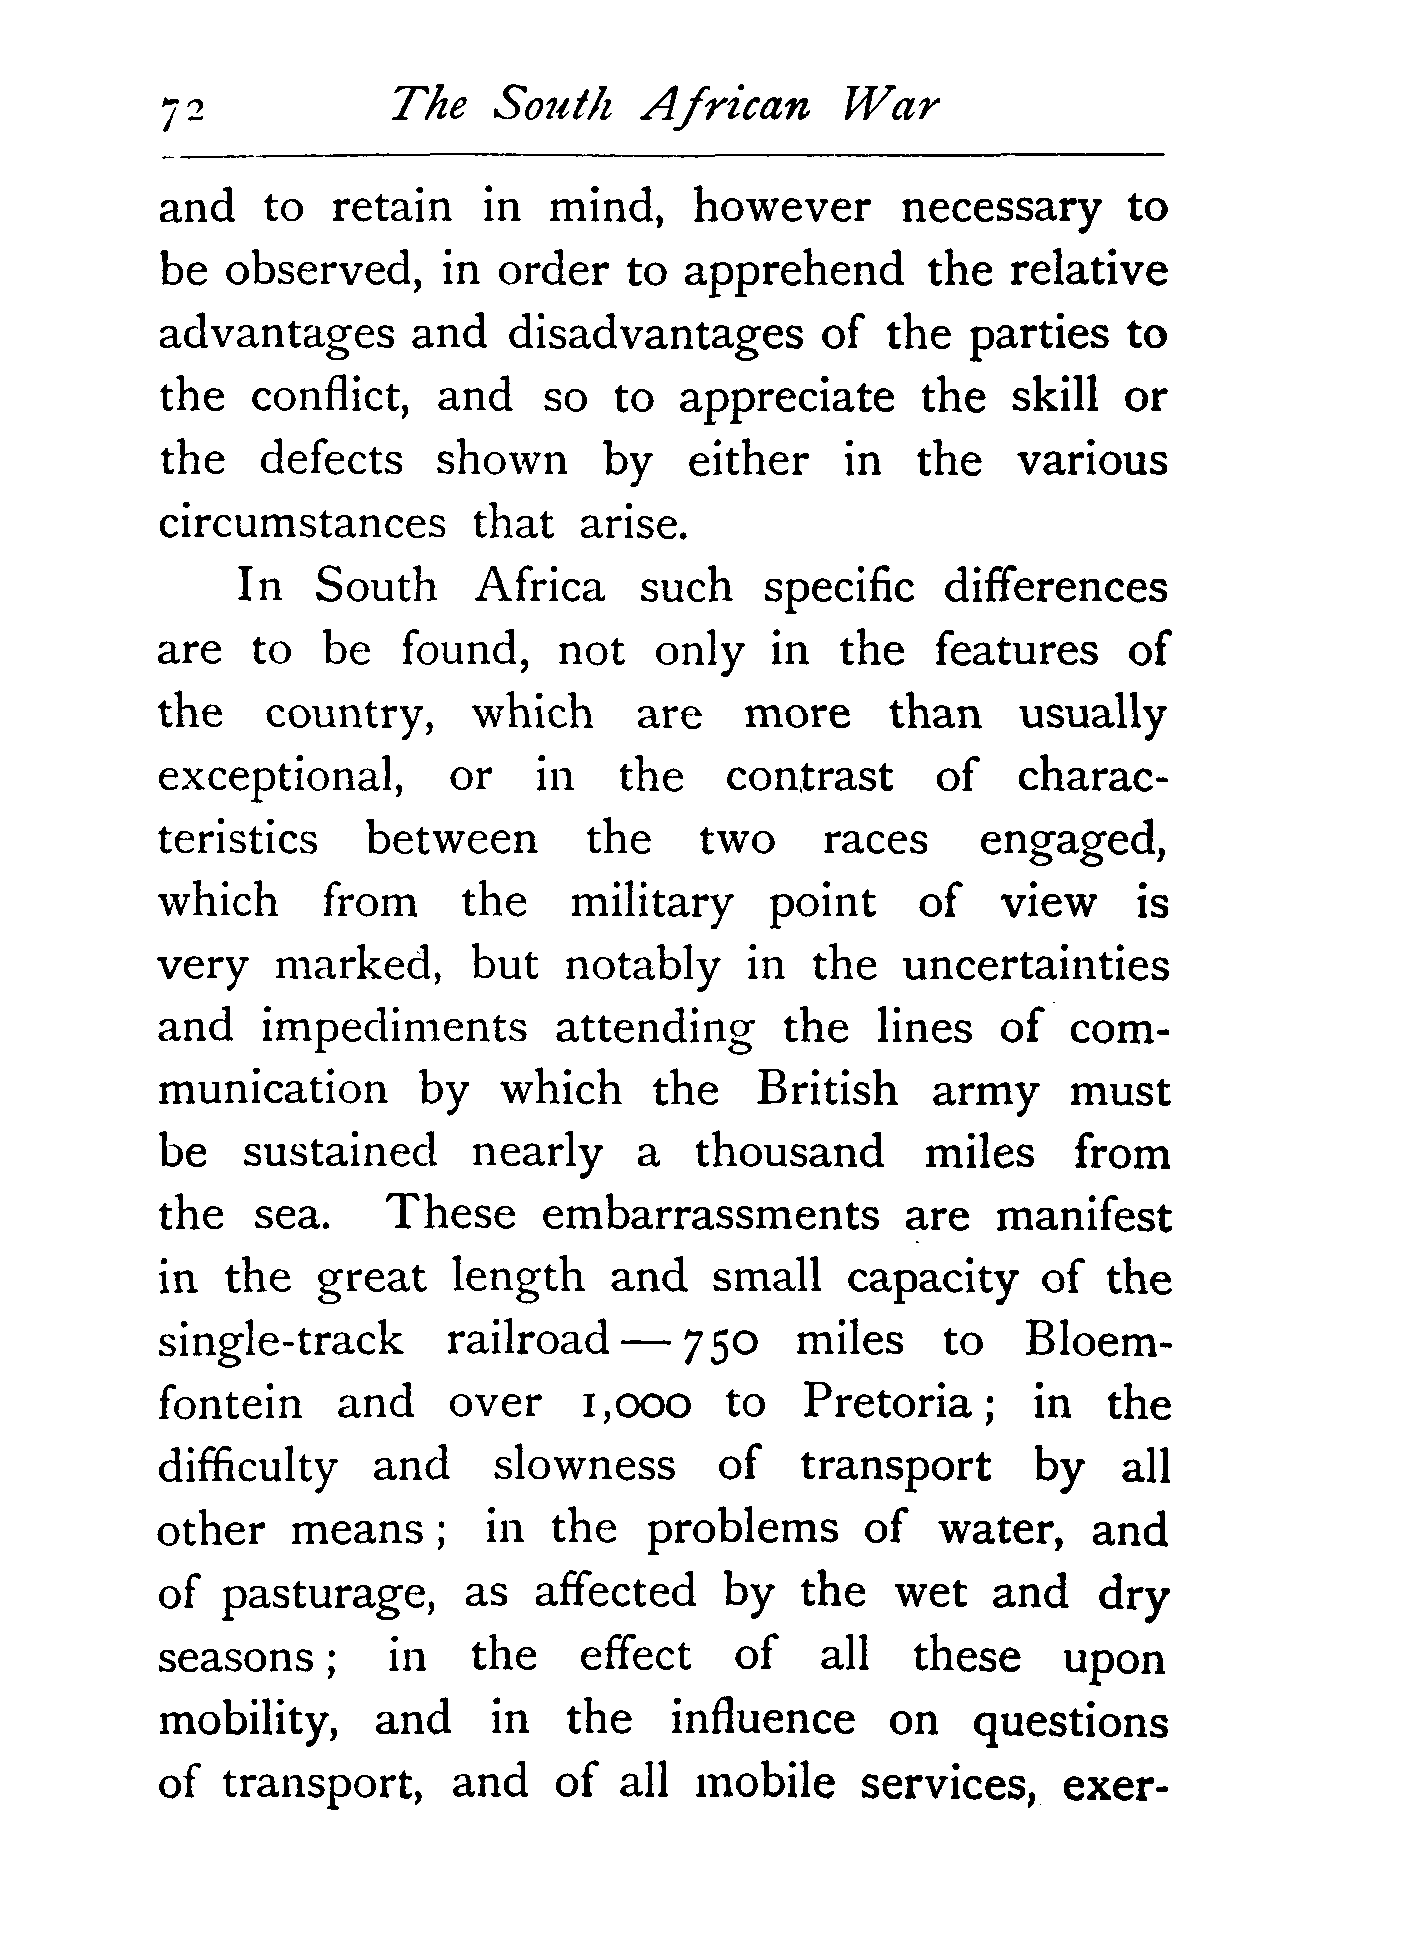 72 The South African War
and to retain in mind, however necessary to
be observed, in order to apprehend the relative
advantages and disadvantages of the parties to
the conflict, and so to appreciate the skill or
the defects shown by either in the various
circumstances that arise.
In South Africa such specific differences
are to be found, not only in the features of
the country, which are more than usually
exceptional, or in the contrast of charac-
teristics between the two races engaged,
which from the military point of view is
very marked, but notably in the uncertainties
and impediments attending the lines of com-
munication by which the British army must
be sustained nearly a thousand miles from
the sea. These embarrassments are manifest
in the great length and small capacity of the
single-track railroad — 750 miles to Bloem-
fontein and over 1,000 to Pretoria ; in the
difficulty and slowness of transport by all
other means ; in the problems of water, and
of pasturage, as affected by the wet and dry
seasons ; in the effect of all these upon
mobility, and in the influence on questions
of transport, and of all mobile services, exer-